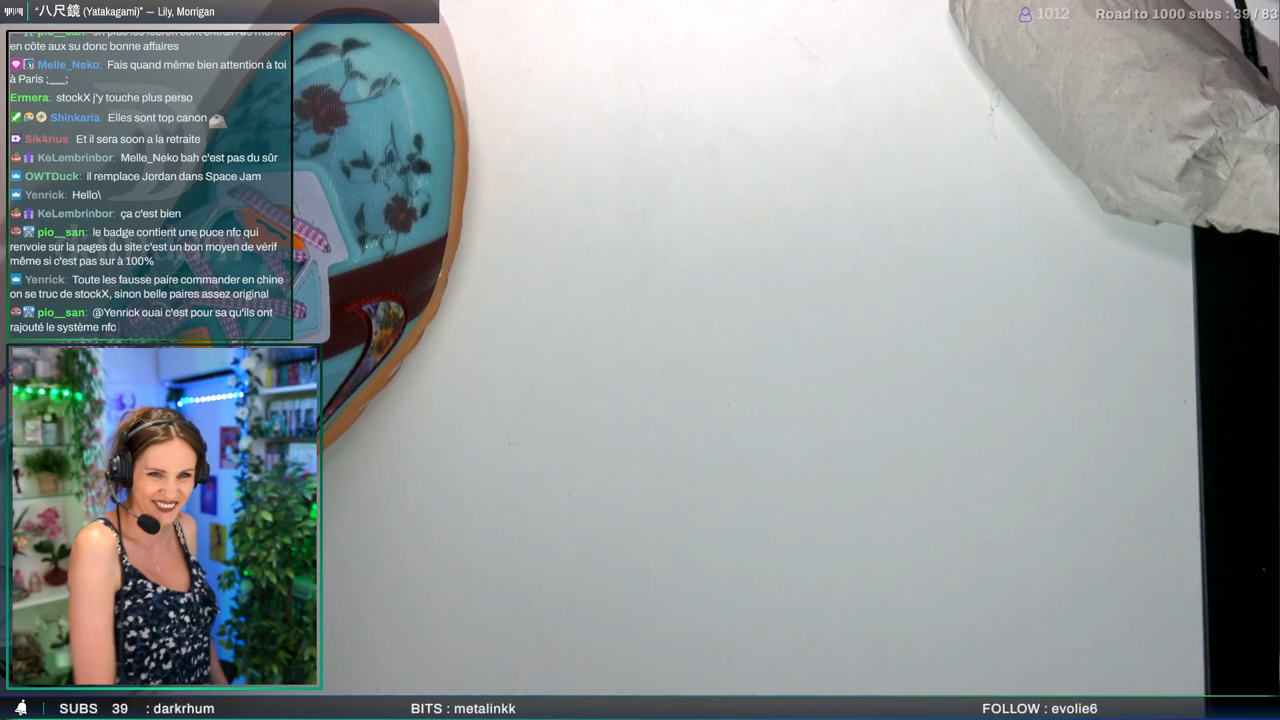 "八尺鏡 (Yatakagami)" — Lily, Morrigan
1012
Road to 1000 subs : 39 / 83
en côte aux su donc bonne
affaires
Melle_Neko: Fais quand même bien attention à toi
à Paris ;___;
Ermera: stockX j'y touche plus perso
Shinkaria: Elles sont top canon
Sik4rius: Et il sera soon a la retraite
KeLembrinbor: Melle_Neko bah c'est pas du sûr
OWTDuck: il remplace Jordan dans Space Jam
Yenrick: Hello\
KeLembrinbor: ça c'est bien
pio__san: le badge contient une puce nfc qui
renvoie sur la pages du site c'est un bon moyen de vérif
même si c'est pas sur à 100%
Yenrick: Toute les fausse paire commander en chine
on se truc de stockX, sinon belle paires assez original
pio__san: @Yenrick ouai c'est pour sa qu'ils ont
rajouté le système nfc
SUBS 39 : darkrhum
BITS : metalinkk
FOLLOW : evolie6